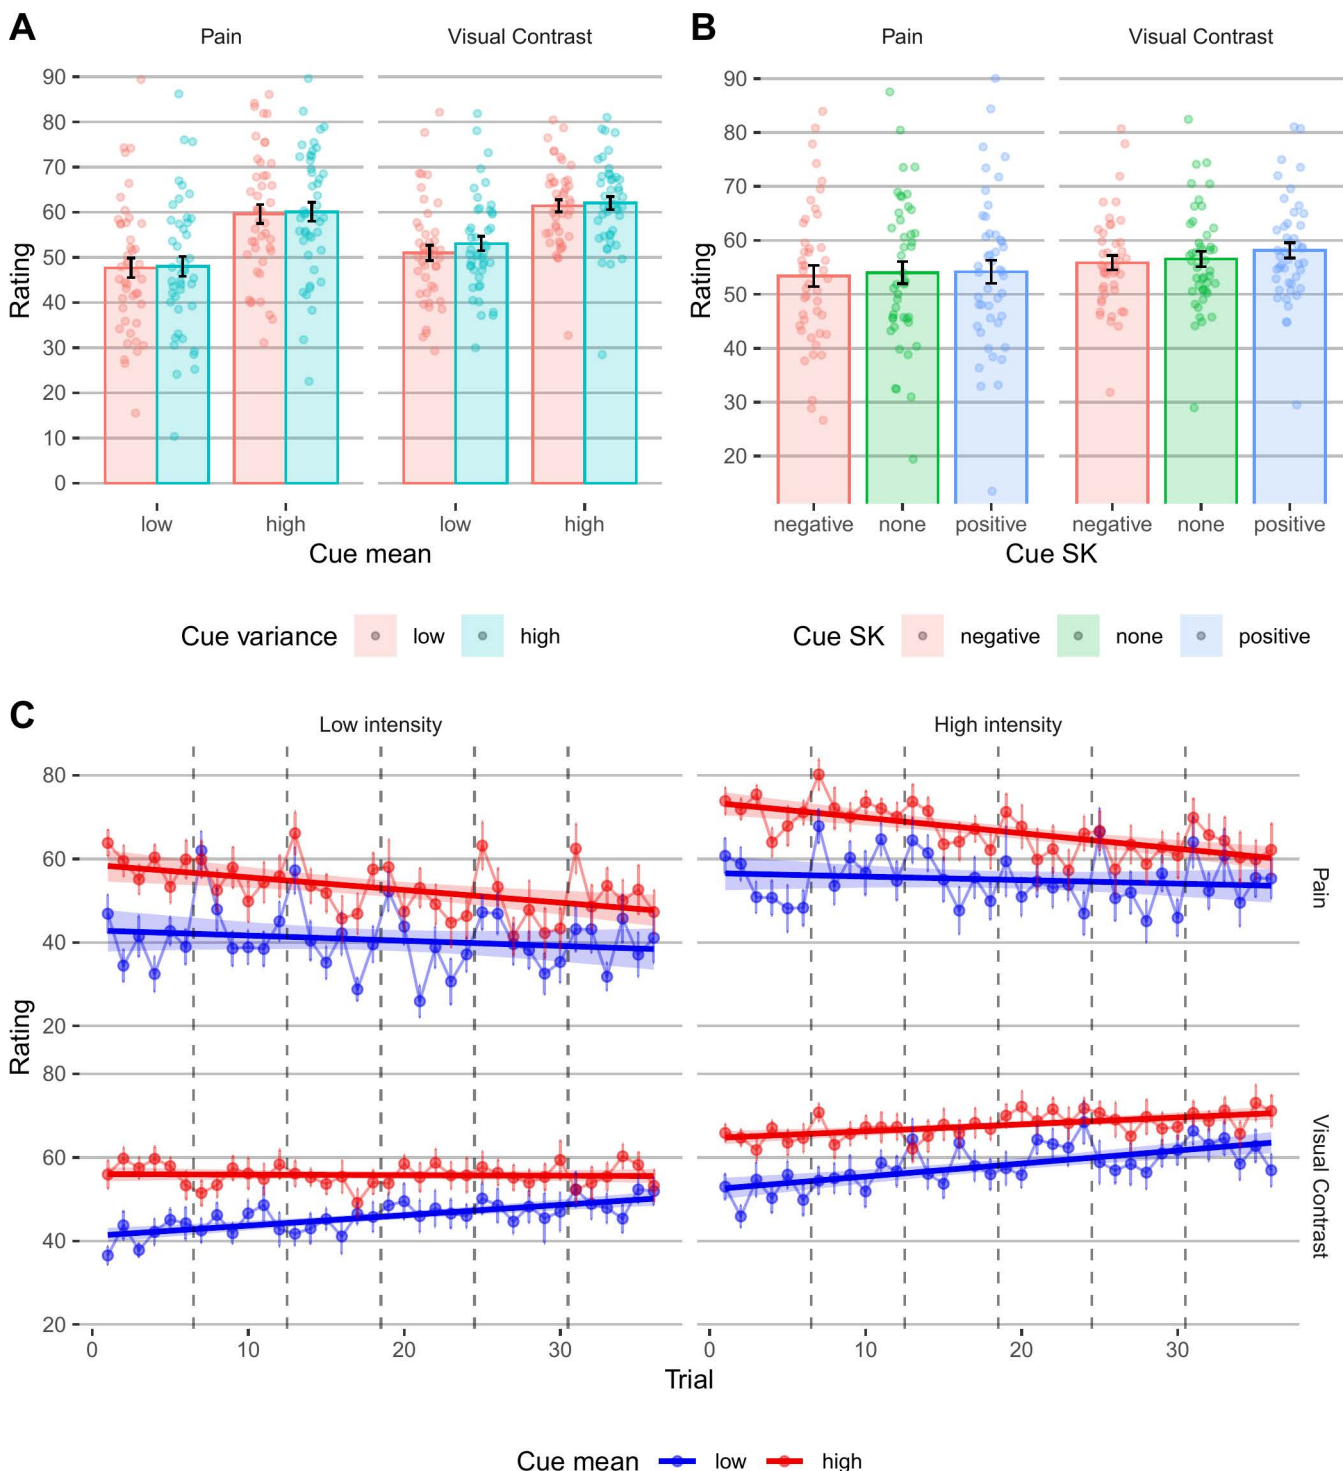 A
B
Pain
Visual Contrast
Pain
Visual Contrast
90
80
70
60
50
40
30
20
10
0
Rating
low
high
low
high
Cue mean
Cue variance
low
high
90
80
70
60
50
40
30
20
Rating
negative
none
positive
negative
none
positive
Cue SK
Cue SK
negative
none
positive
C
Low intensity
High intensity
80
60
40
20
Pain
Rating
80
60
40
20
Visual Contrast
0
10
20
30
0
10
20
30
Trial
Cue mean
low
high